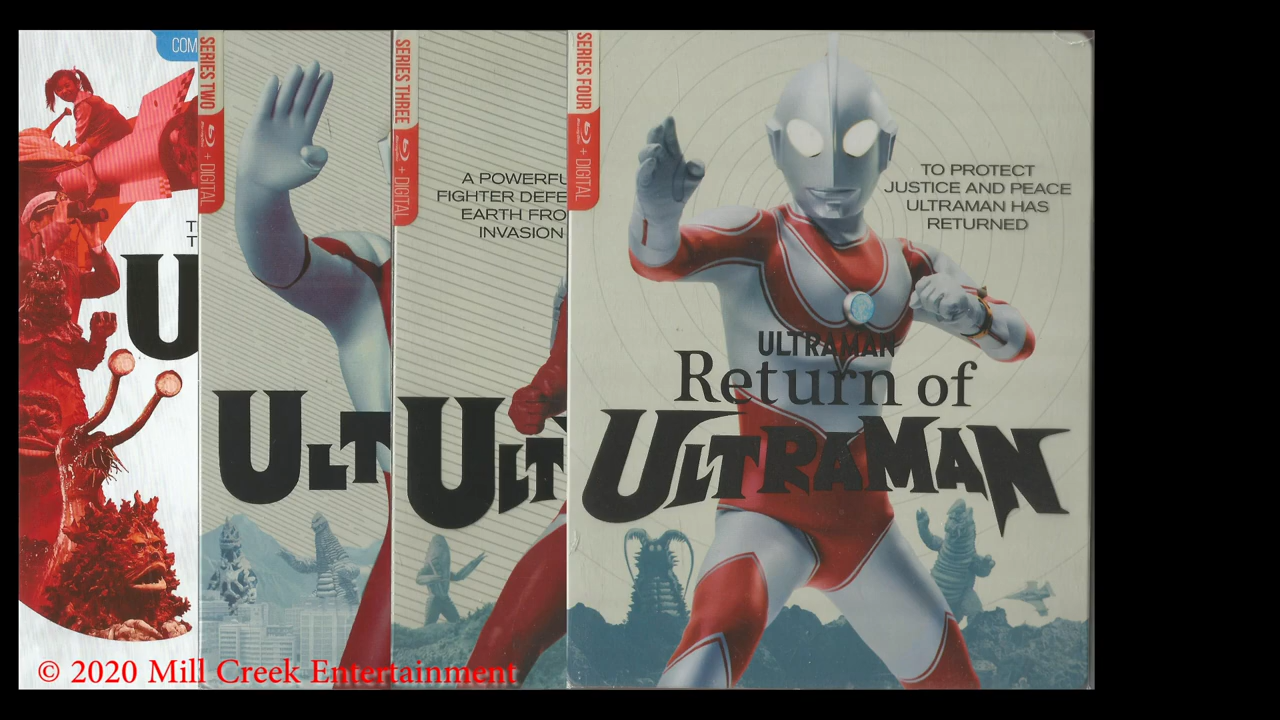 COM
T
T
U
SERIES TWO
+ DIGITAL
ULT
SERIES THREE
+ DIGITAL
A POWERFU
FIGHTER DEFE
EARTH FRO
INVASION
ULT
SERIES FOUR
+ DIGITAL
TO PROTECT
JUSTICE AND PEACE
ULTRAMAN HAS
RETURNED
ULTRAMAN
Return of
ULTRAMAN
© 2020 Mill Creek Entertainment